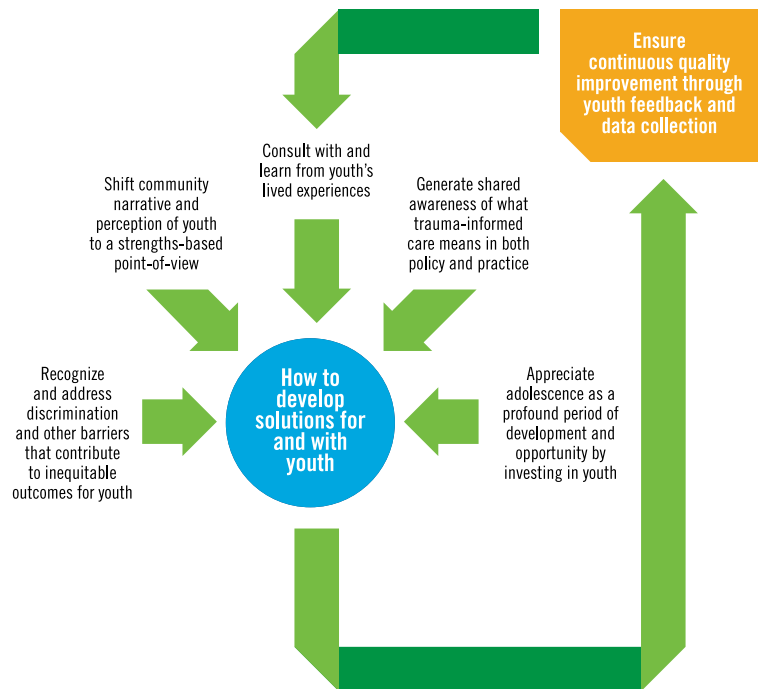 Ensure
continuous quality
improvement through
youth feedback and
data collection
Consult with and
learn from youth's
lived experiences
Shift community
narrative and
perception of youth
to a strengths-based
point-of-view
Generate shared
awareness of what
trauma-informed
care means in both
policy and practice
Recognize
and address
discrimination
and other barriers
that contribute
to inequitable
outcomes for youth
How to
develop
solutions for
and with
youth
Appreciate
adolescence as a
profound period of
development and
opportunity by
investing in youth